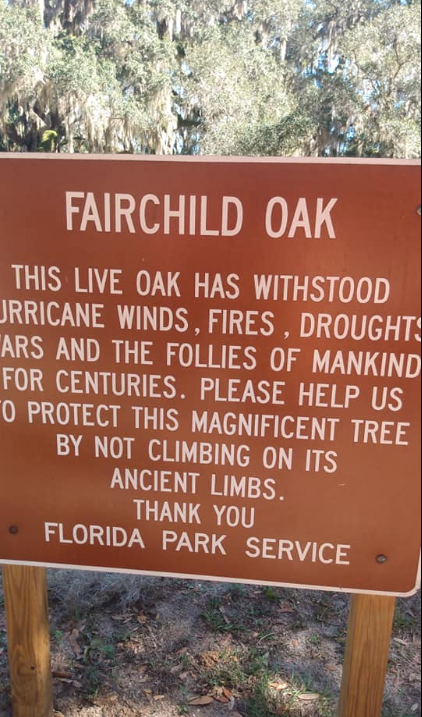 FAIRCHILD OAK
THIS LIVE OAK HAS WITHSTOOD
URRICANE WINDS, FIRES, DROUGHTS
ARS AND THE FOLLIES OF MANKIND
FOR CENTURIES. PLEASE HELP US
TO PROTECT THIS MAGNIFICENT TREE
BY NOT CLIMBING ON ITS
ANCIENT LIMBS.
THANK YOU
FLORIDA PARK SERVICE